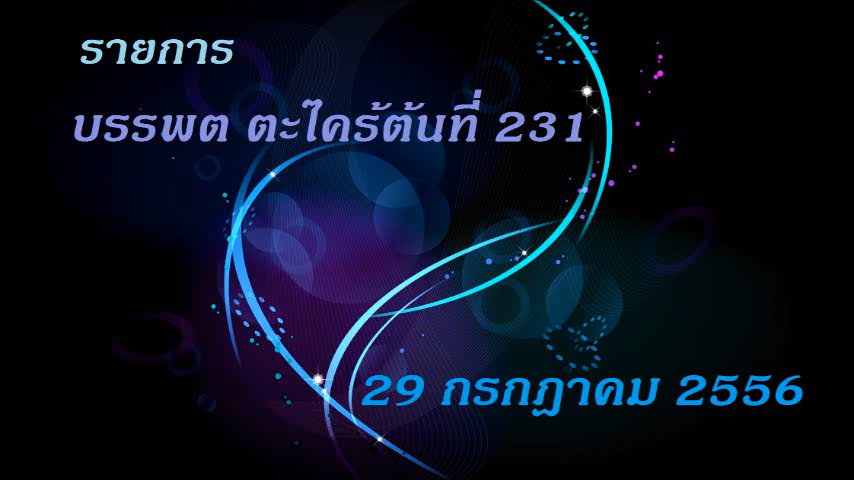 รายการ
บรรพต ตะไคร้ต้นที่ 231
29 กรกฎาคม 2556